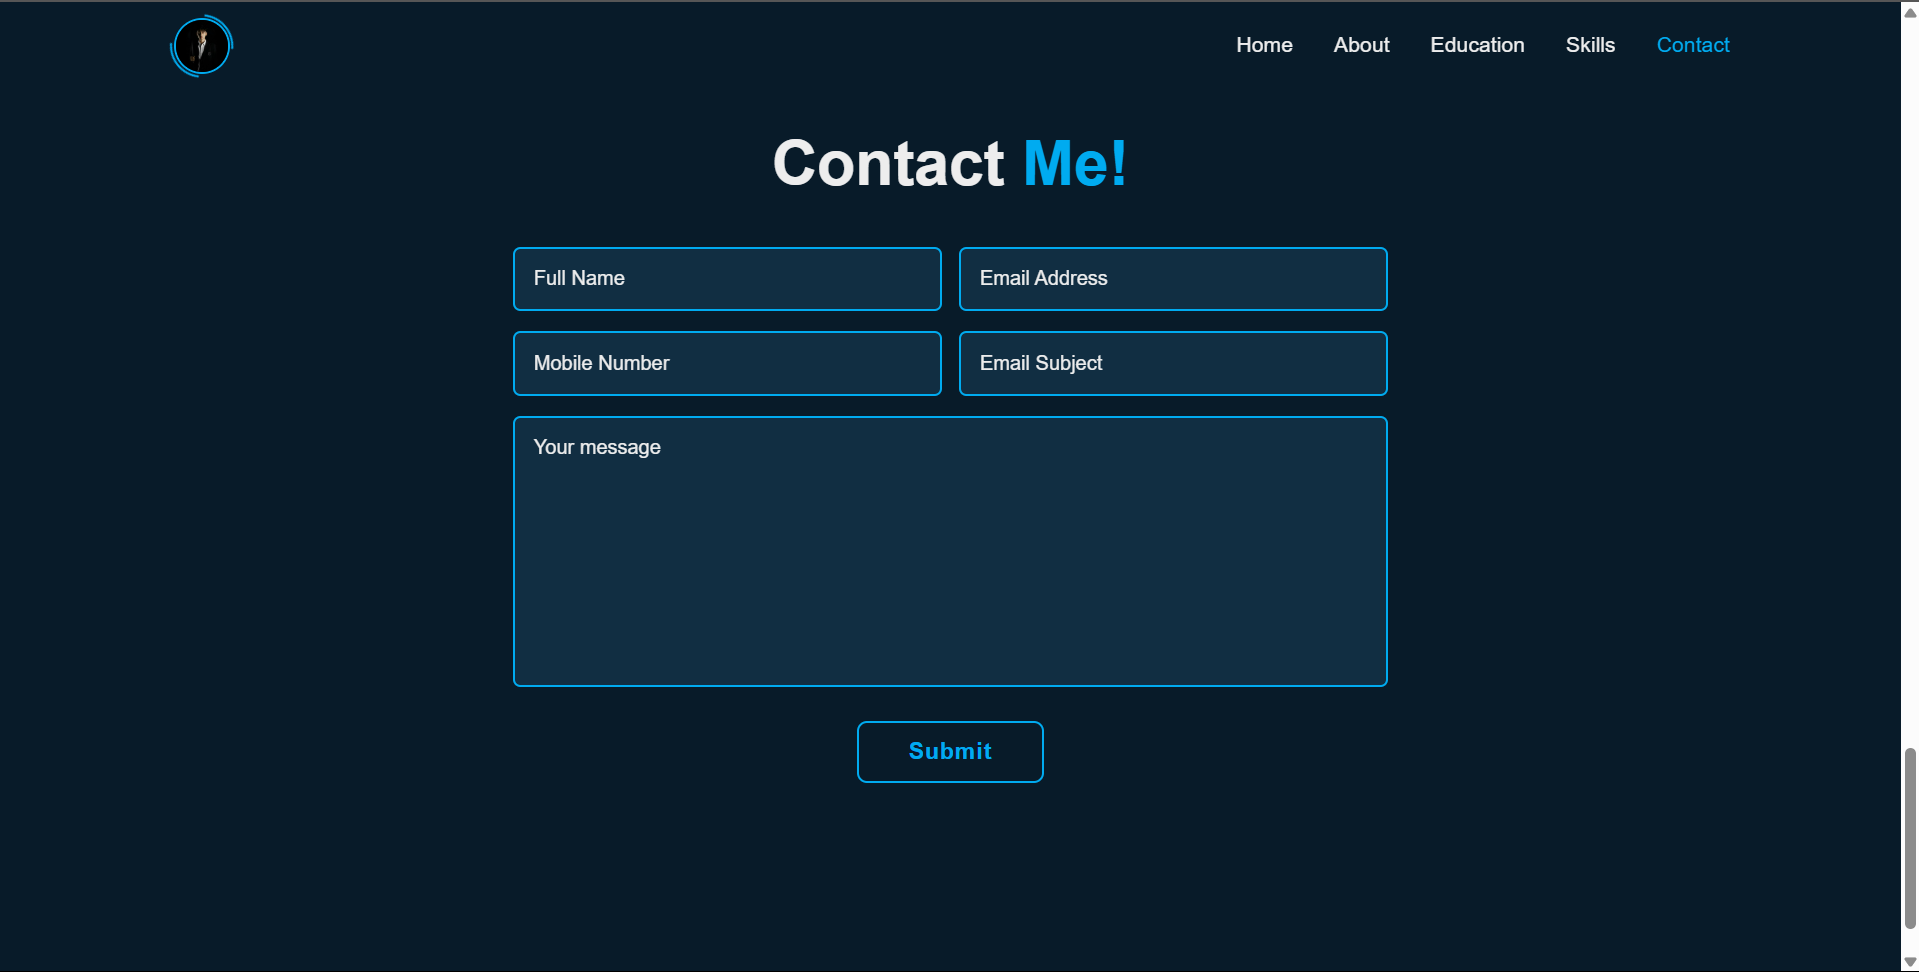 Home About Education Skills Contact
Contact Me!
Full Name
Email Address
Mobile Number
Email Subject
Your message
Submit